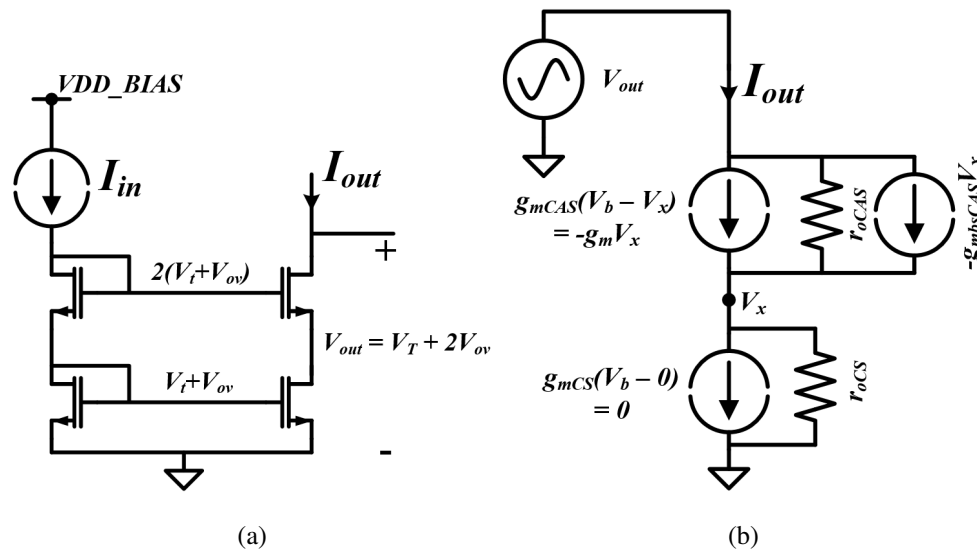 VDD_BIAS
I_in
I_out
+
2(V_t+V_ov)
V_out = V_T + 2V_ov
V_t+V_ov
-
(a)
V_out
I_out
g_mCAS(V_b – V_x)
= -g_mV_x
r_oCAS
-g_mbsCASV_x
V_x
g_mCS(V_b – 0)
= 0
r_oCS
(b)